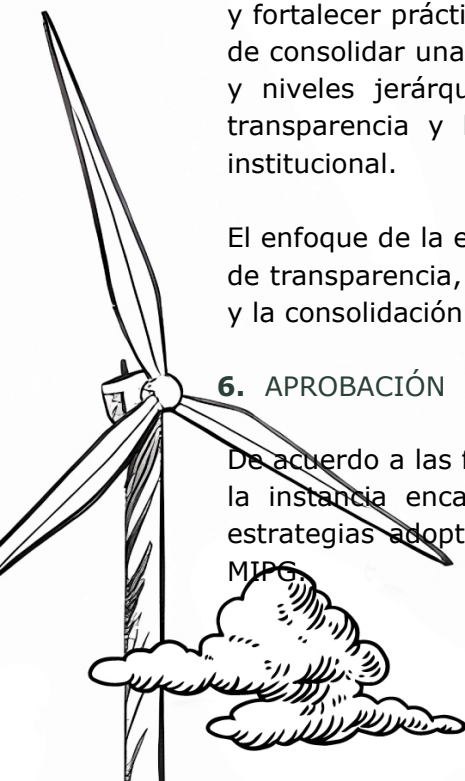 y fortalecer prácti
de consolidar una
y niveles jerárqu
transparencia y
institucional.
El enfoque de la e
de transparencia,
y la consolidación
6. APROBACIÓN
De acuerdo a las
la instancia enca
estrategias adopt
MIPG.